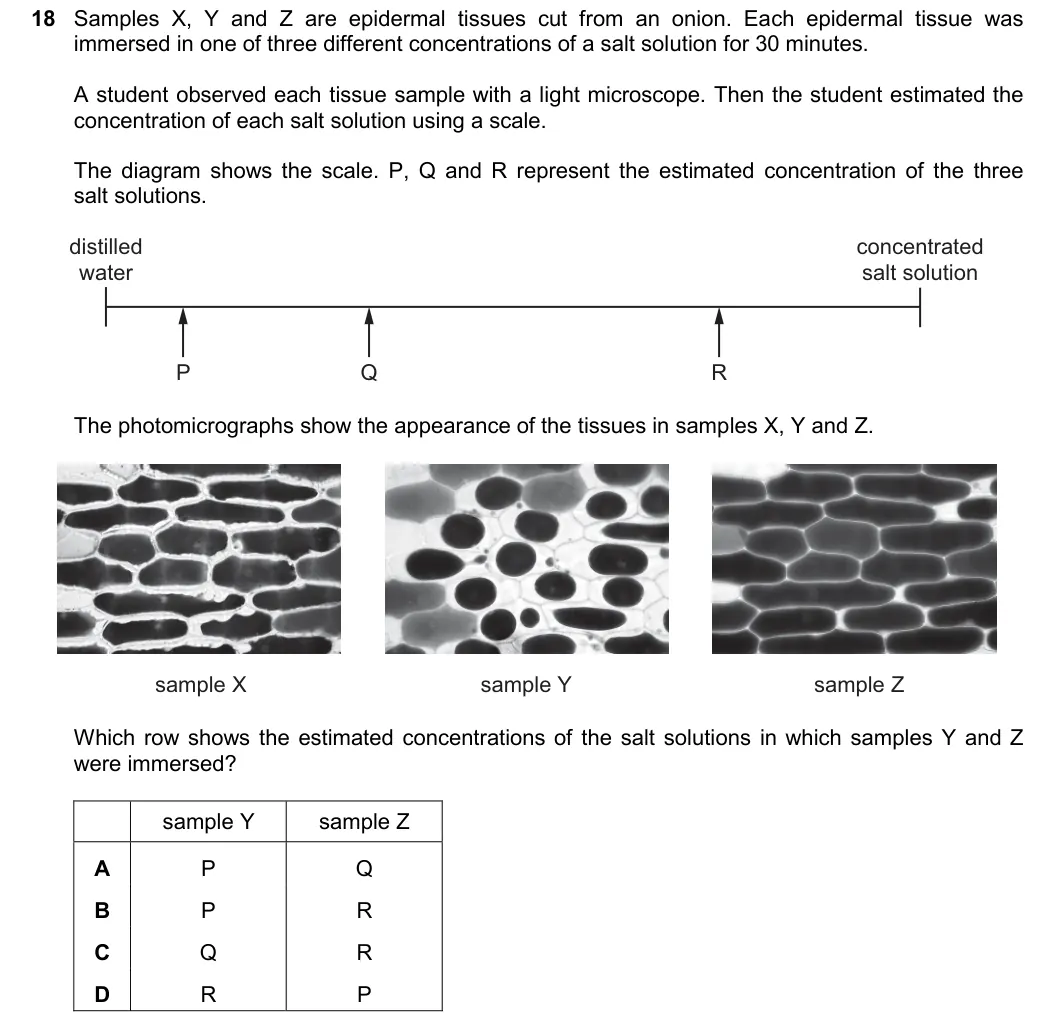 18 Samples X, Y and Z are epidermal tissues cut from an onion. Each epidermal tissue was
immersed in one of three different concentrations of a salt solution for 30 minutes.
A student observed each tissue sample with a light microscope. Then the student estimated the
concentration of each salt solution using a scale.
The diagram shows the scale. P, Q and R represent the estimated concentration of the three
salt solutions.
distilled
water
concentrated
salt solution
P Q R
The photomicrographs show the appearance of the tissues in samples X, Y and Z.
sample X sample Y sample Z
Which row shows the estimated concentrations of the salt solutions in which samples Y and Z
were immersed?
sample Y sample Z
A P Q
B P R
C Q R
D R P